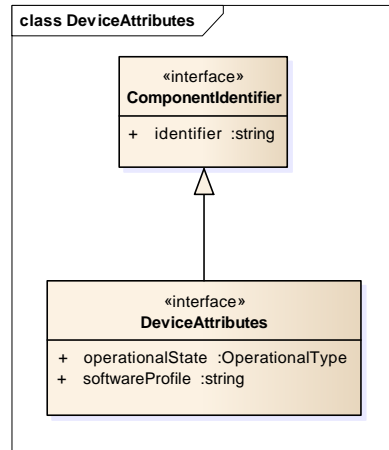 class DeviceAttributes
«interface»
ComponentIdentifier
+ identifier :string
«interface»
DeviceAttributes
+ operationalState :OperationalType
+ softwareProfile :string